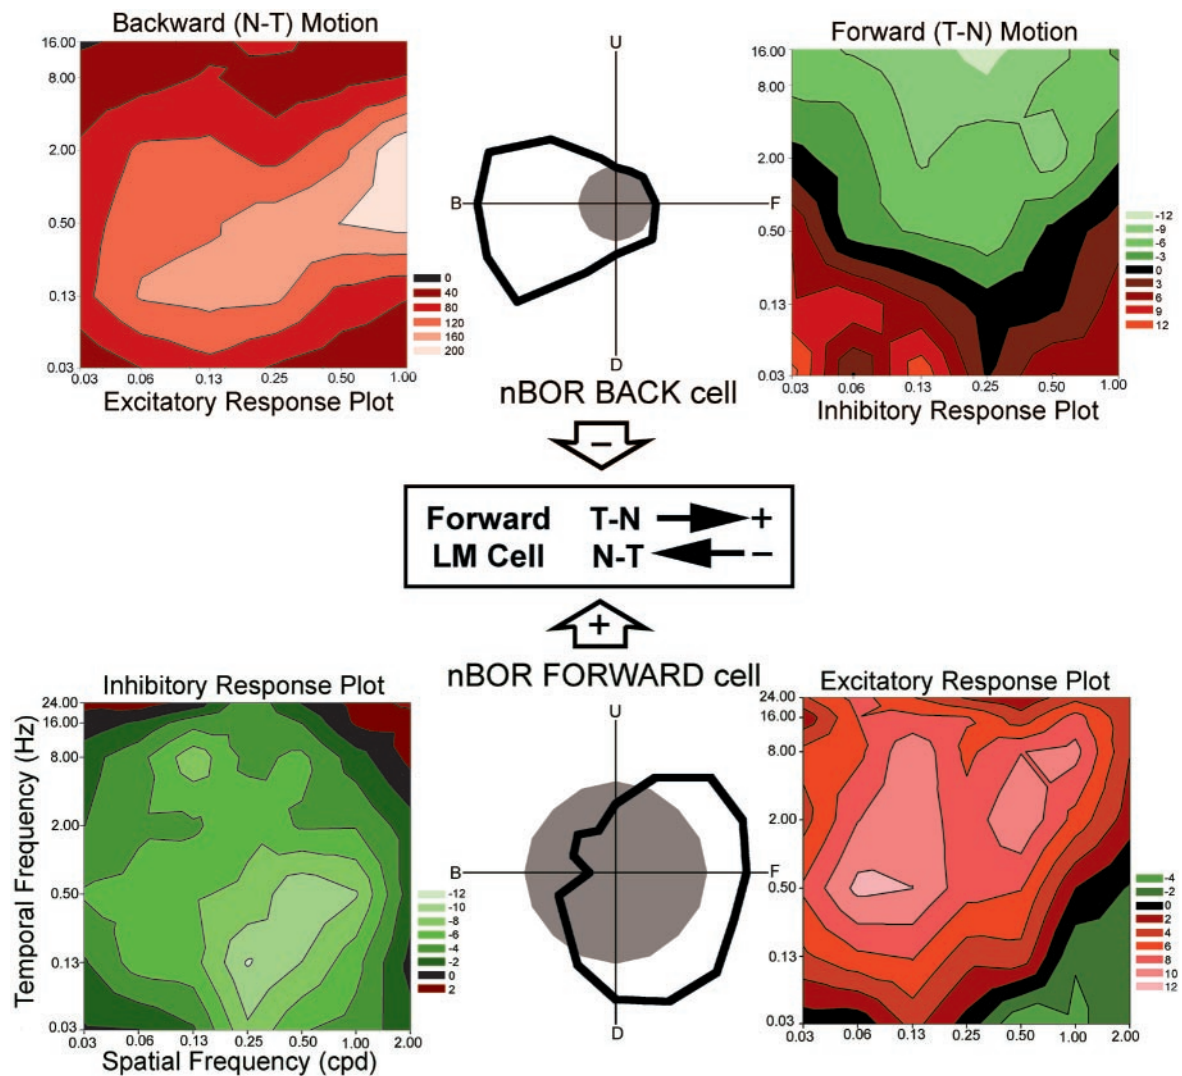 Backward (N-T) Motion
16.00
8.00
2.00
0.50
0.13
0.03
0.03 0.06 0.13 0.25 0.50 1.00
0
40
80
120
160
200
Excitatory Response Plot
U
B
F
D
nBOR BACK cell
Forward (T-N) Motion
16.00
8.00
2.00
0.50
0.13
0.03
0.03 0.06 0.13 0.25 0.50 1.00
-12
-9
-6
-3
0
3
6
9
12
Inhibitory Response Plot
−
Forward T-N +
LM Cell N-T −
+
nBOR FORWARD cell
Inhibitory Response Plot
Temporal Frequency (Hz)
24.00
16.00
8.00
2.00
0.50
0.13
0.03
0.03 0.06 0.13 0.25 0.50 1.00 2.00
Spatial Frequency (cpd)
-12
-10
-8
-6
-4
-2
0
2
U
B
F
D
Excitatory Response Plot
24.00
16.00
8.00
2.00
0.50
0.13
0.03
0.03 0.06 0.13 0.25 0.50 1.00 2.00
-4
-2
0
2
4
6
8
10
12